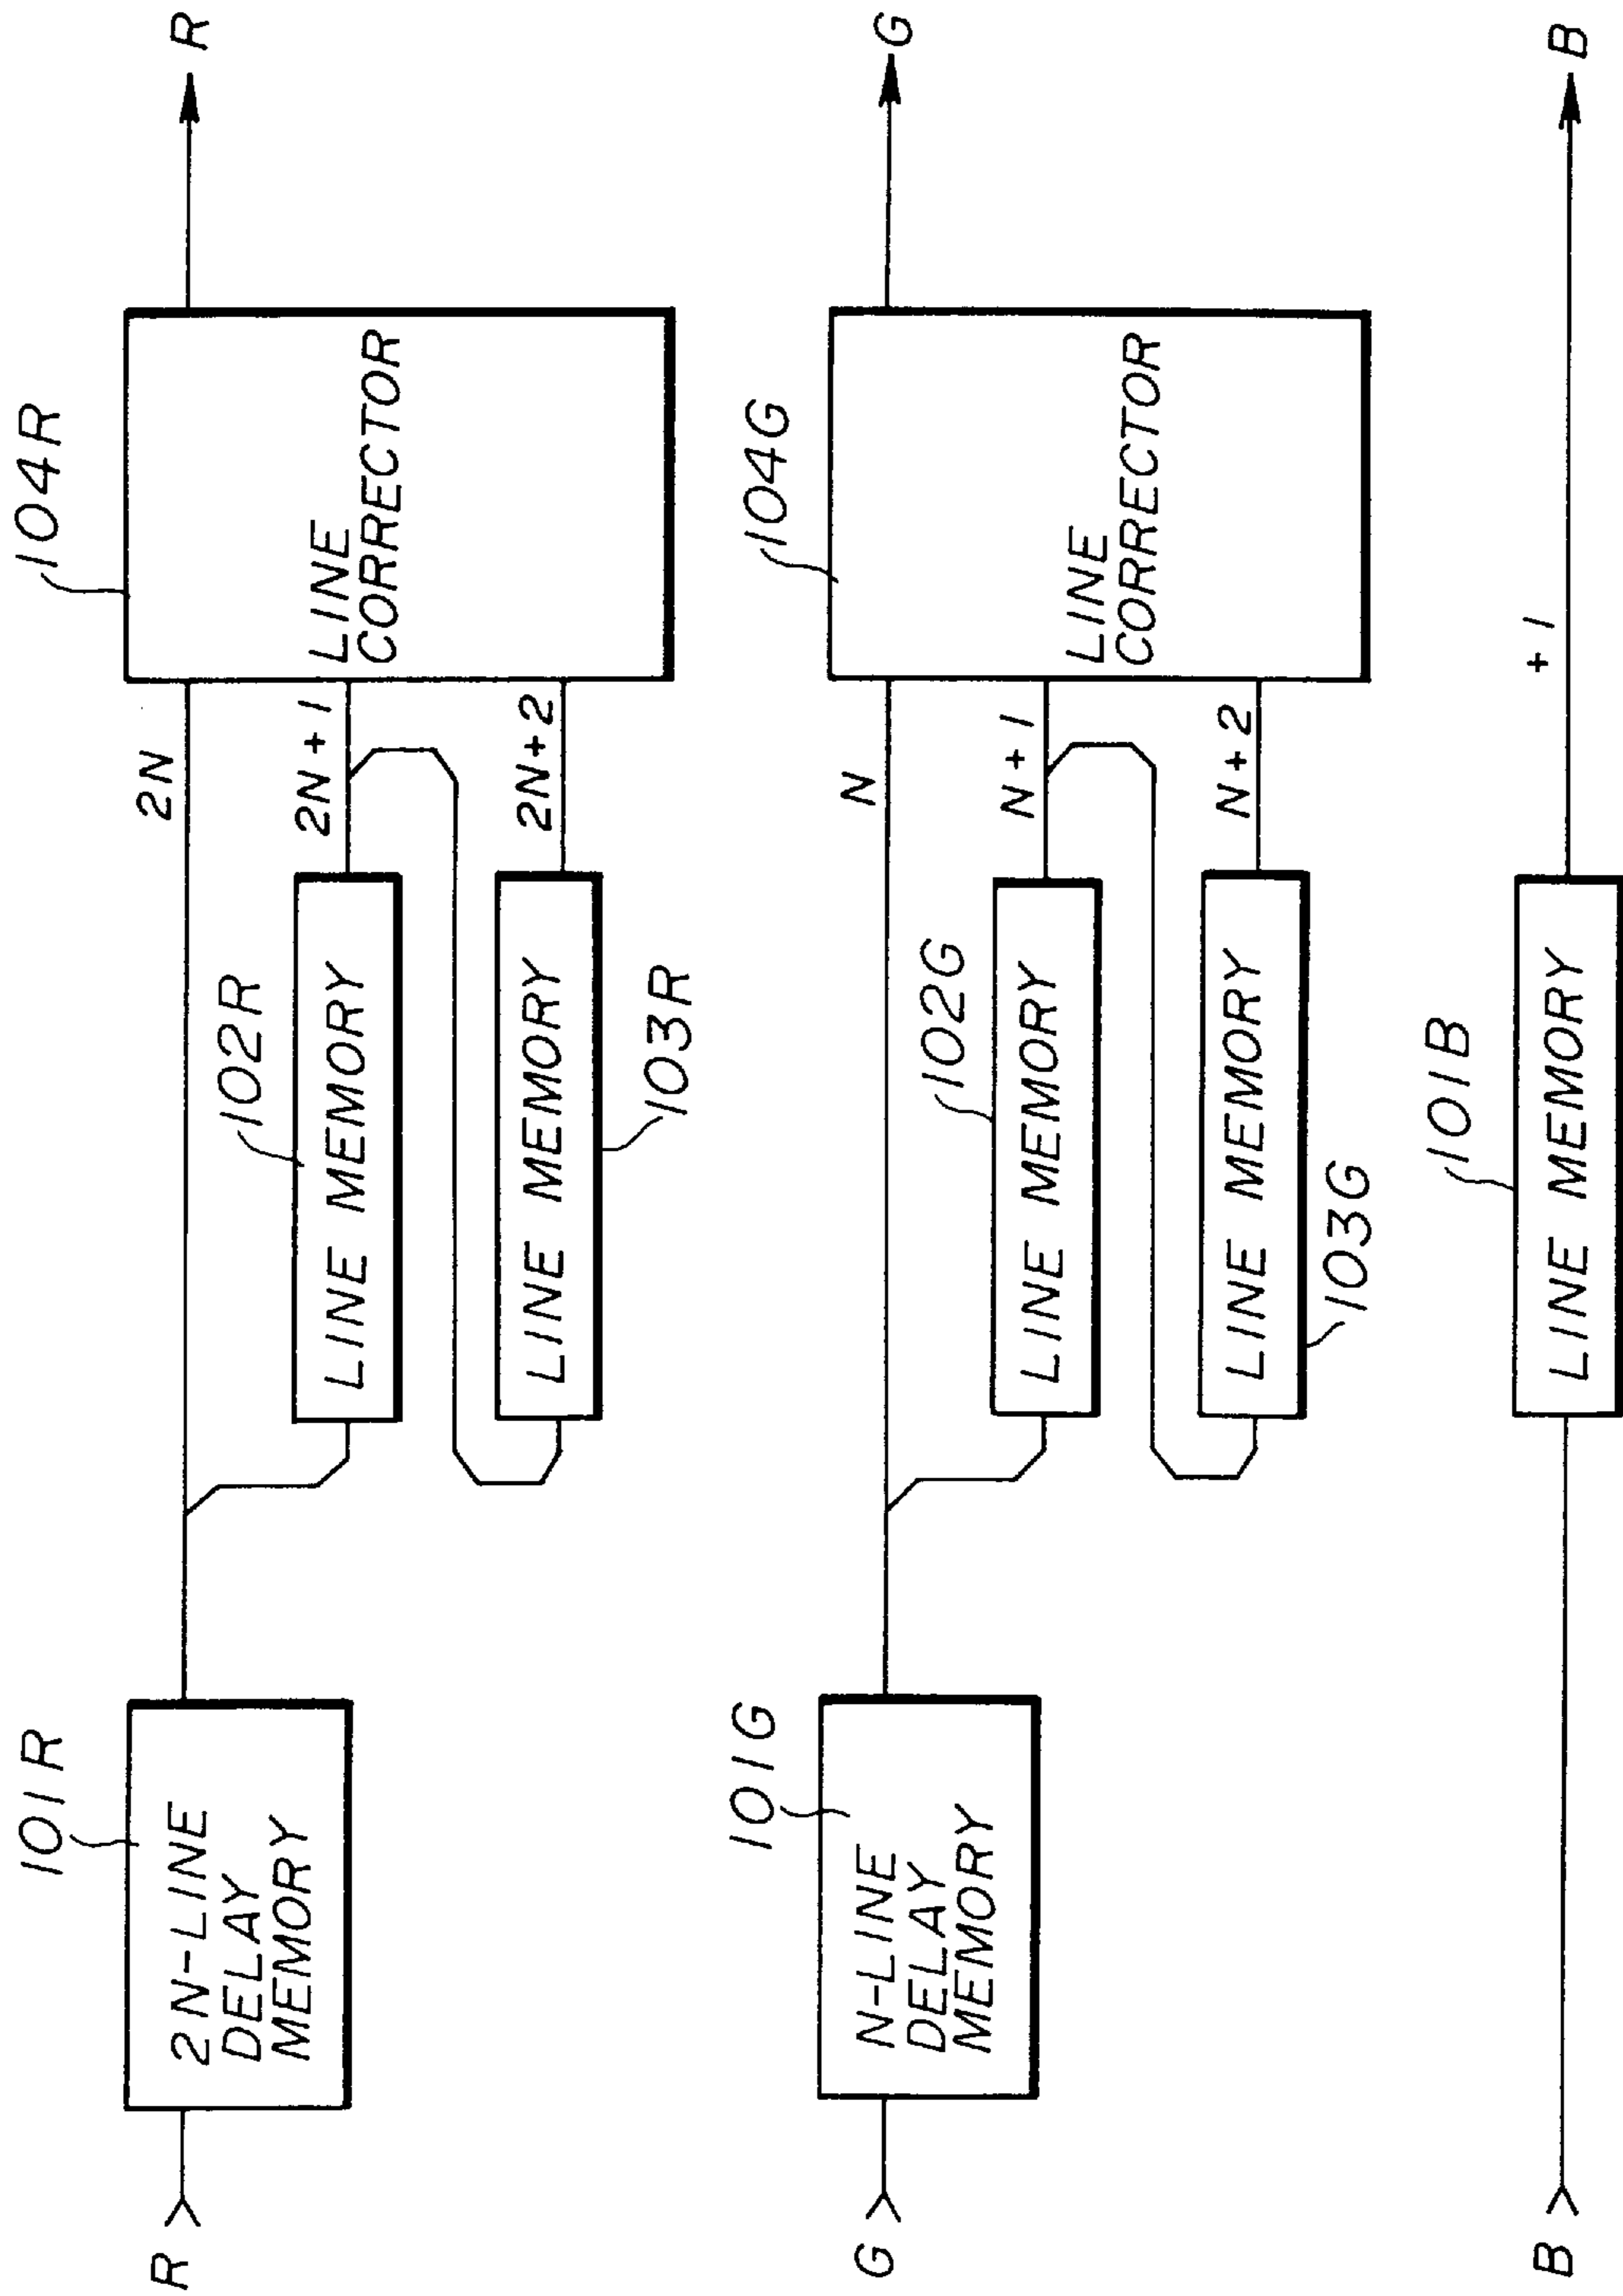 101R
2N-LINE
DELAY
MEMORY
R
2N
102R
LINE MEMORY
2N+1
LINE MEMORY
103R
2N+2
104R
LINE
CORRECTOR
R
101G
N-LINE
DELAY
MEMORY
G
N
102G
LINE MEMORY
N+1
LINE MEMORY
103G
N+2
104G
LINE
CORRECTOR
G
B
101B
LINE MEMORY
+1
B